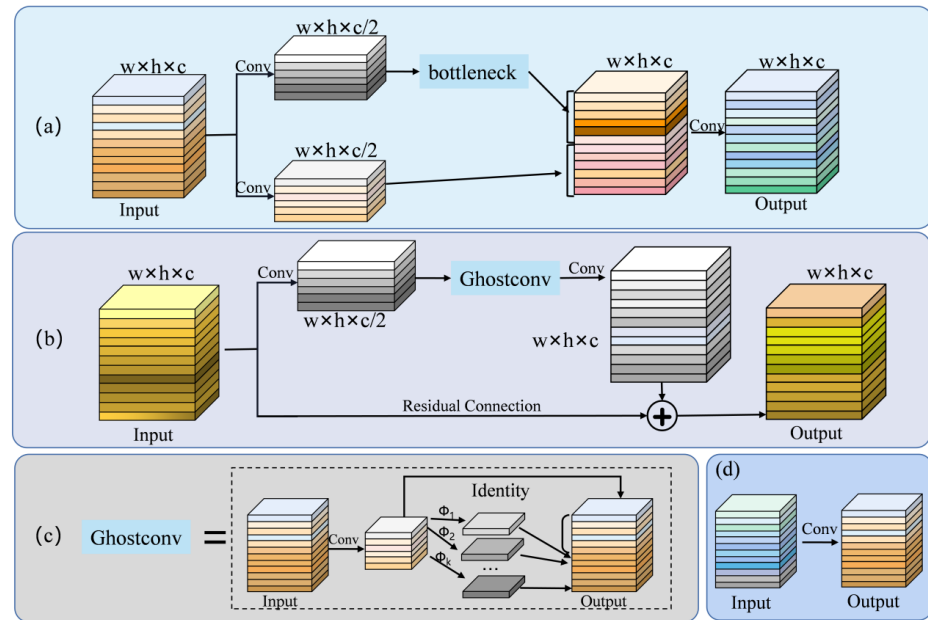 (a)
w×h×c
Input
Conv
w×h×c/2
bottleneck
Conv
w×h×c/2
w×h×c
Conv
w×h×c
Output
(b)
w×h×c
Input
Conv
w×h×c/2
Ghostconv
Conv
w×h×c
Residual Connection
+
w×h×c
Output
(c)
Ghostconv
=
Input
Conv
Identity
Φ1
Φ2
...
Φk
Output
(d)
Input
Conv
Output